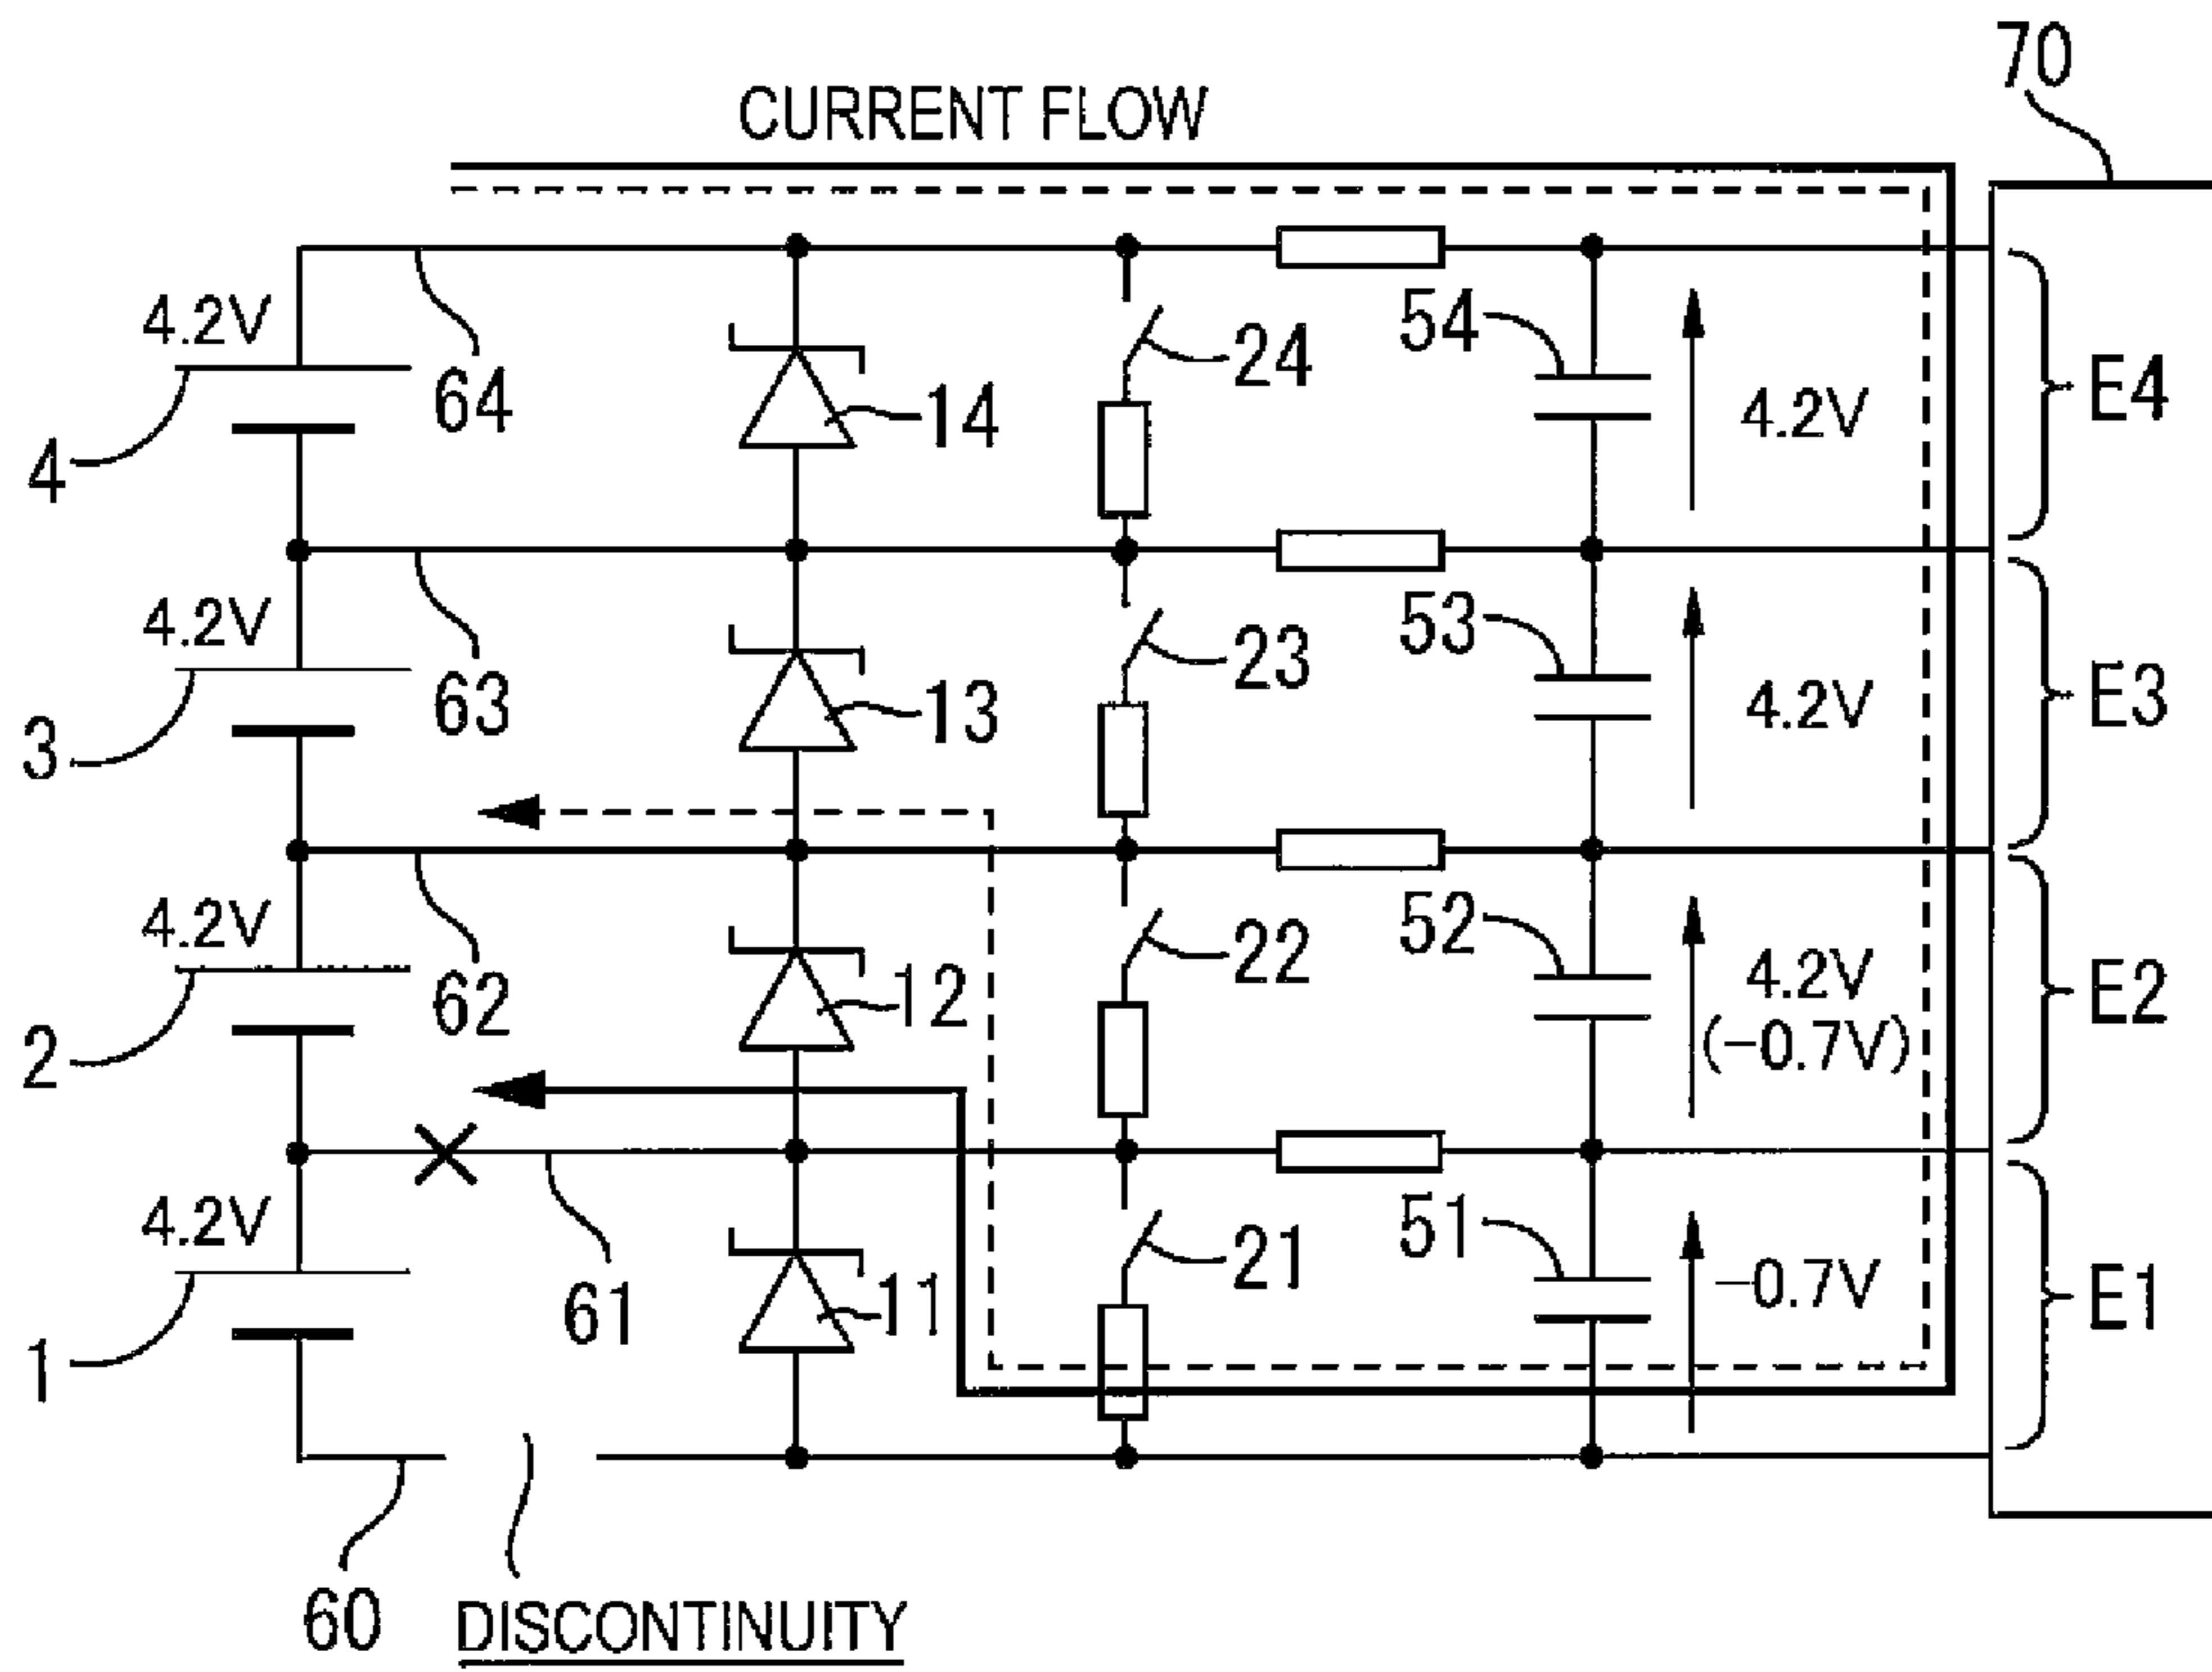 70
CURRENT FLOW
4.2V
64
4
14
24
54
4.2V
E4
4.2V
63
3
13
23
53
4.2V
E3
4.2V
62
2
12
22
52
4.2V
(−0.7V)
E2
4.2V
61
1
11
21
51
−0.7V
E1
60
DISCONTINUITY